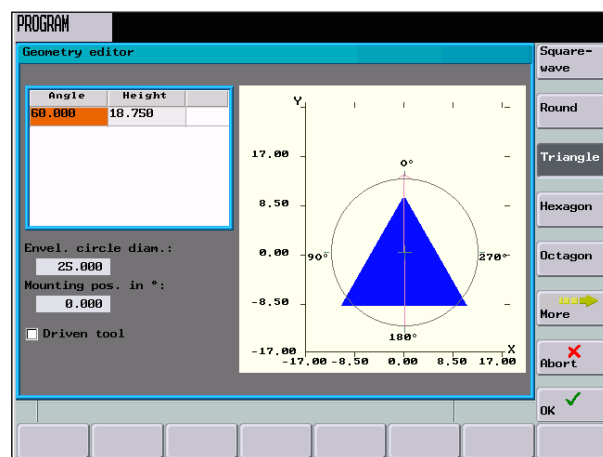 PROGRAM
Geometry editor
Angle Height
60.000 18.750
Envel. circle diam.:
25.000
Mounting pos. in °:
0.000
Driven tool
Y
17.00
8.50
0.00
-8.50
-17.00
0°
90°
270°
180°
X
-17.00 -8.50 0.00 8.50 17.00
Square-
wave
Round
Triangle
Hexagon
Octagon
More
Abort
OK